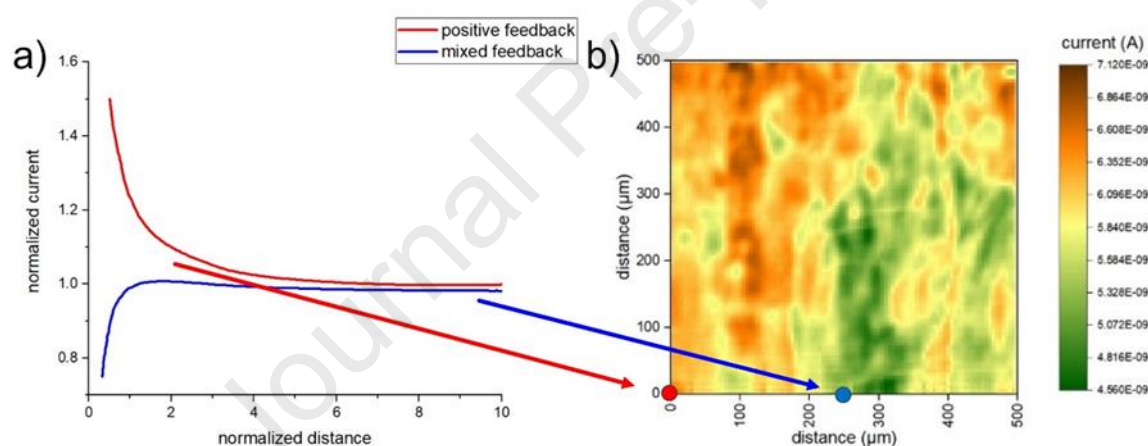 positive feedback
mixed feedback
a)
1.6
1.4
1.2
1.0
0.8
normalized current
0
2
4
6
8
10
normalized distance
b)
500
400
300
200
100
0
distance (µm)
0
100
200
300
400
500
distance (µm)
current (A)
7.120E-09
6.864E-09
6.608E-09
6.352E-09
6.096E-09
5.840E-09
5.584E-09
5.328E-09
5.072E-09
4.816E-09
4.560E-09
Journal Pre-